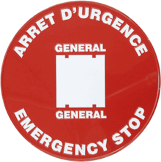 ARRET D'URGENCE
GENERAL
GENERAL
EMERGENCY STOP